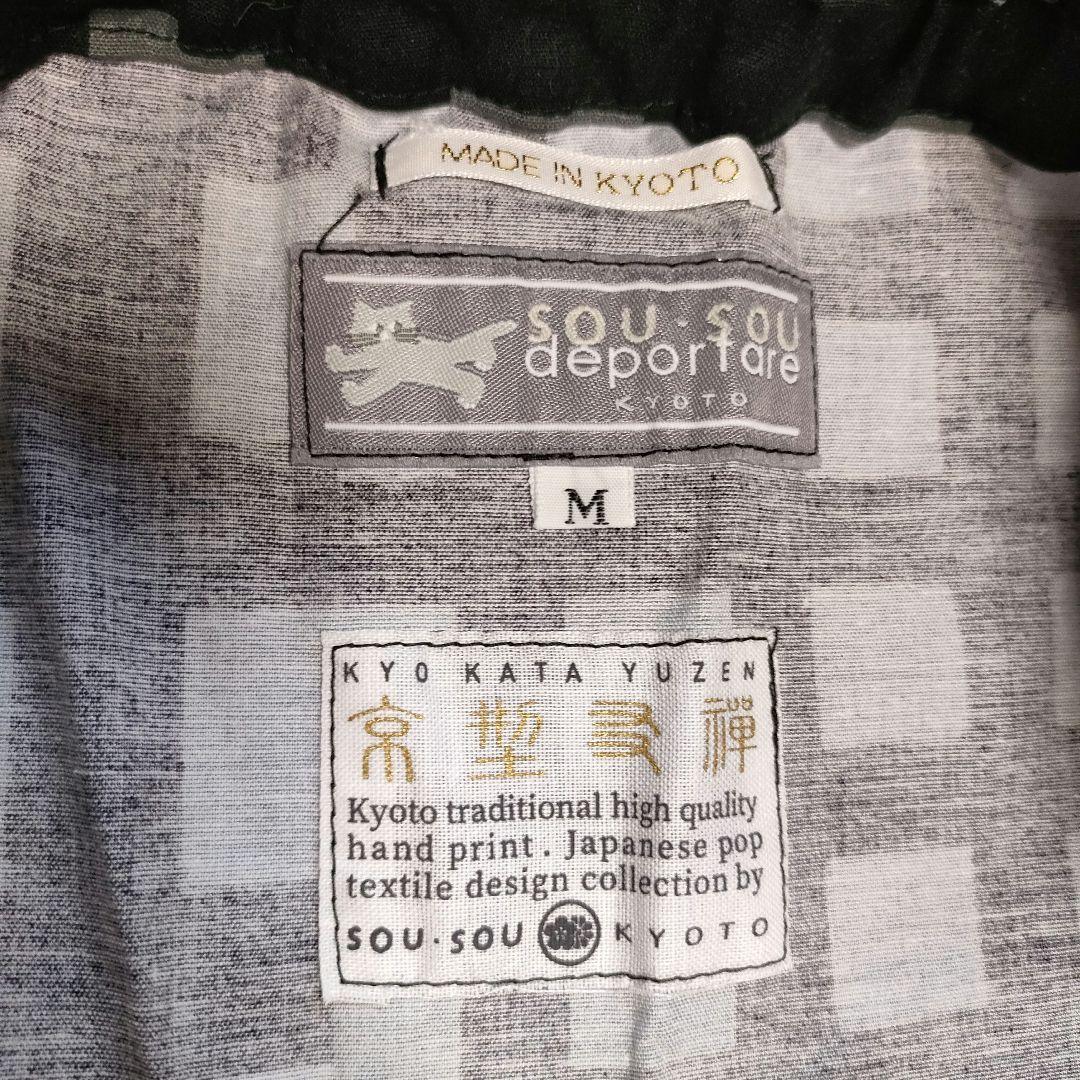 MADE IN KYOTO
SOU・SOU
deportare
KYOTO
M
KYO KATA YUZEN
京型友禅
Kyoto traditional high quality
hand print . Japanese pop
textile design collection by
SOU・SOU KYOTO